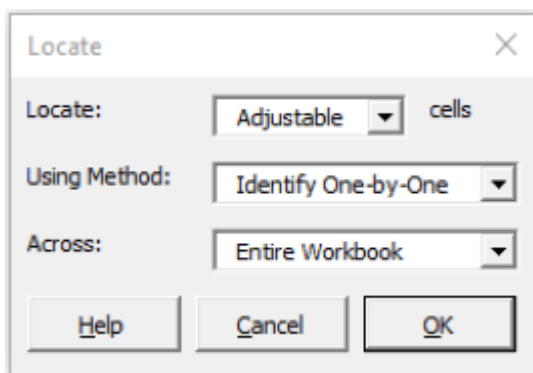 Locate
Locate: Adjustable cells
Using Method: Identify One-by-One
Across: Entire Workbook
Help Cancel OK